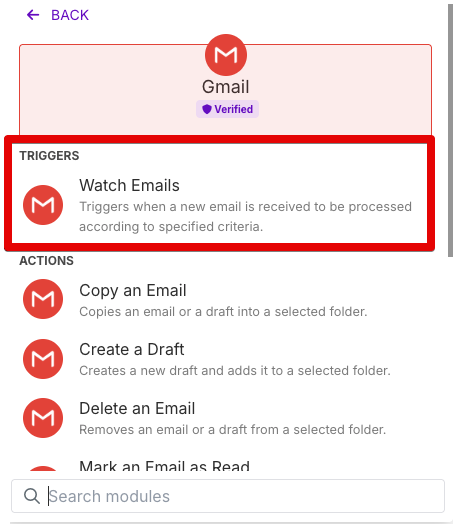 BACK
Gmail
Verified
TRIGGERS
Watch Emails
Triggers when a new email is received to be processed
according to specified criteria.
ACTIONS
Copy an Email
Copies an email or a draft into a selected folder.
Create a Draft
Creates a new draft and adds it to a selected folder.
Delete an Email
Removes an email or a draft from a selected folder.
Mark an Email as Read
Search modules